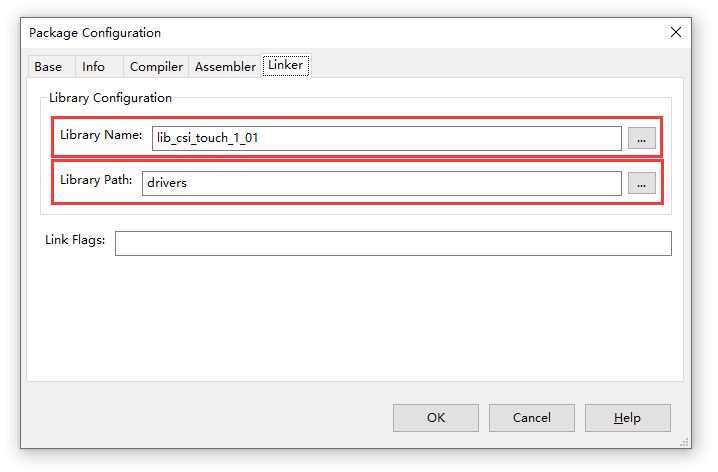 Package Configuration
Base Info Compiler Assembler Linker
Library Configuration
Library Name: lib_csi_touch_1_01 ...
Library Path: drivers ...
Link Flags:
OK Cancel Help